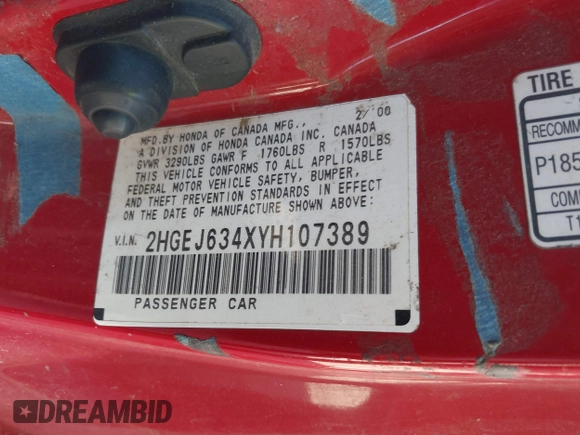 MFD.BY HONDA OF CANADA MFG., 2/'00
A DIVISION OF HONDA CANADA INC. CANADA
GVWR 3290LBS GAWR F 1760LBS R 1570LBS
THIS VEHICLE CONFORMS TO ALL APPLICABLE
FEDERAL MOTOR VEHICLE SAFETY, BUMPER,
AND THEFT PREVENTION STANDARDS IN EFFECT
ON THE DATE OF MANUFACTURE SHOWN ABOVE:
V.I.N. 2HGEJ634XYH107389
PASSENGER CAR
TIRE
P185
DREAMBID